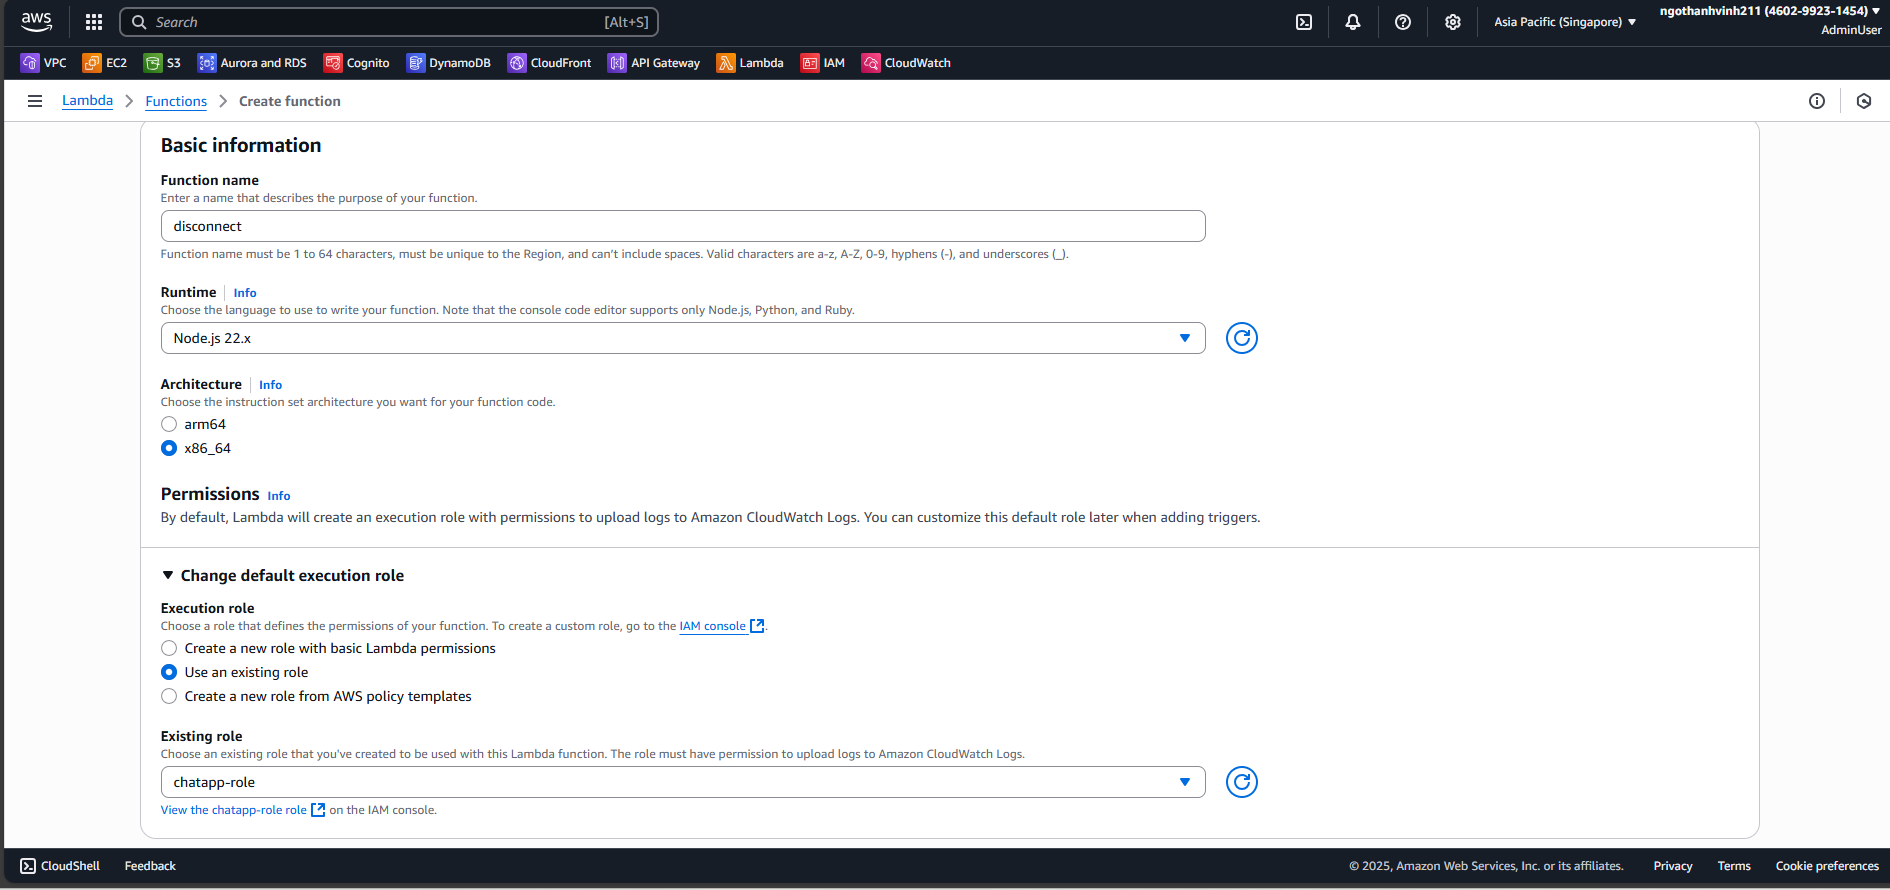 aws
Search [Alt+S]
Asia Pacific (Singapore)
ngothanhvinh211 (4602-9923-1454)
AdminUser
VPC EC2 S3 Aurora and RDS Cognito DynamoDB CloudFront API Gateway Lambda IAM CloudWatch
Lambda Functions Create function
Basic information
Function name
Enter a name that describes the purpose of your function.
disconnect
Function name must be 1 to 64 characters, must be unique to the Region, and can't include spaces. Valid characters are a-z, A-Z, 0-9, hyphens (-), and underscores (_).
Runtime Info
Choose the language to use to write your function. Note that the console code editor supports only Node.js, Python, and Ruby.
Node.js 22.x
Architecture Info
Choose the instruction set architecture you want for your function code.
arm64
x86_64
Permissions Info
By default, Lambda will create an execution role with permissions to upload logs to Amazon CloudWatch Logs. You can customize this default role later when adding triggers.
Change default execution role
Execution role
Choose a role that defines the permissions of your function. To create a custom role, go to the IAM console.
Create a new role with basic Lambda permissions
Use an existing role
Create a new role from AWS policy templates
Existing role
Choose an existing role that you've created to be used with this Lambda function. The role must have permission to upload logs to Amazon CloudWatch Logs.
chatapp-role
View the chatapp-role role on the IAM console.
CloudShell Feedback © 2025, Amazon Web Services, Inc. or its affiliates. Privacy Terms Cookie preferences